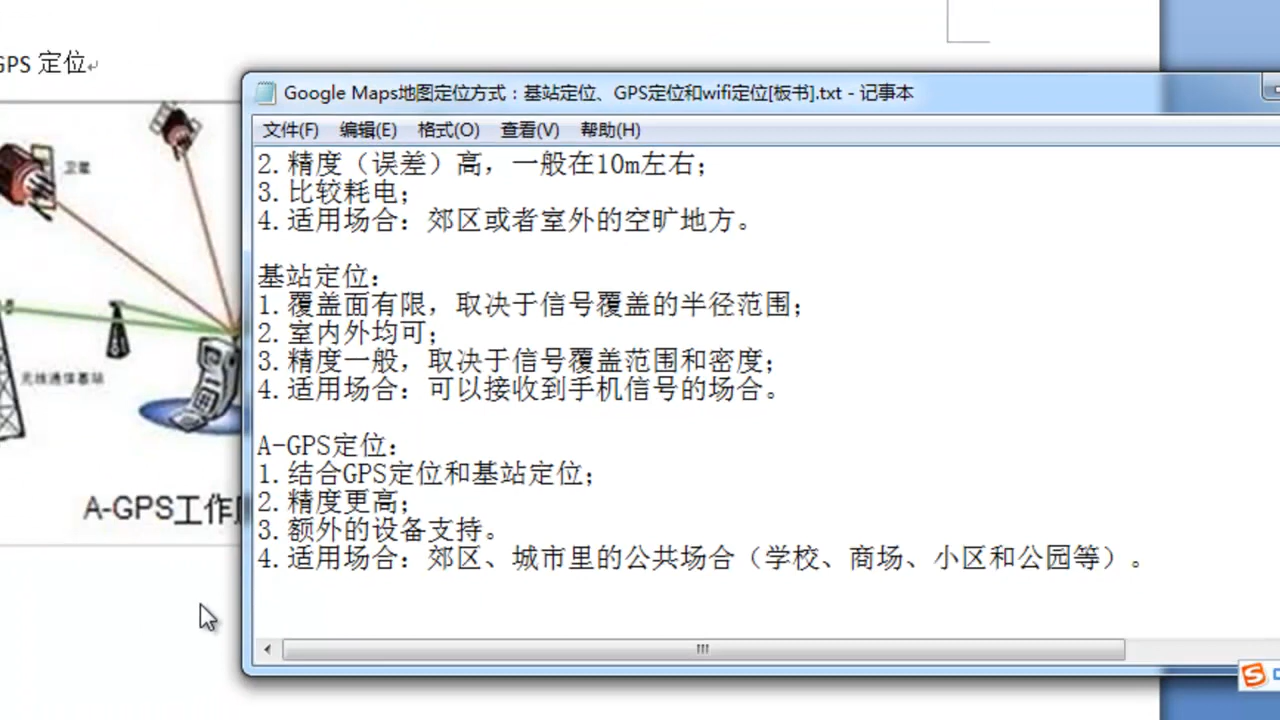 GPS 定位
卫星
无线通信基站
A-GPS工作
Google Maps地图定位方式：基站定位、GPS定位和wifi定位[板书].txt - 记事本
文件(F) 编辑(E) 格式(O) 查看(V) 帮助(H)
2.精度（误差）高，一般在10m左右；
3.比较耗电；
4.适用场合：郊区或者室外的空旷地方。
基站定位：
1.覆盖面有限，取决于信号覆盖的半径范围；
2.室内外均可；
3.精度一般，取决于信号覆盖范围和密度；
4.适用场合：可以接收到手机信号的场合。
A-GPS定位：
1.结合GPS定位和基站定位；
2.精度更高；
3.额外的设备支持。
4.适用场合：郊区、城市里的公共场合（学校、商场、小区和公园等）。